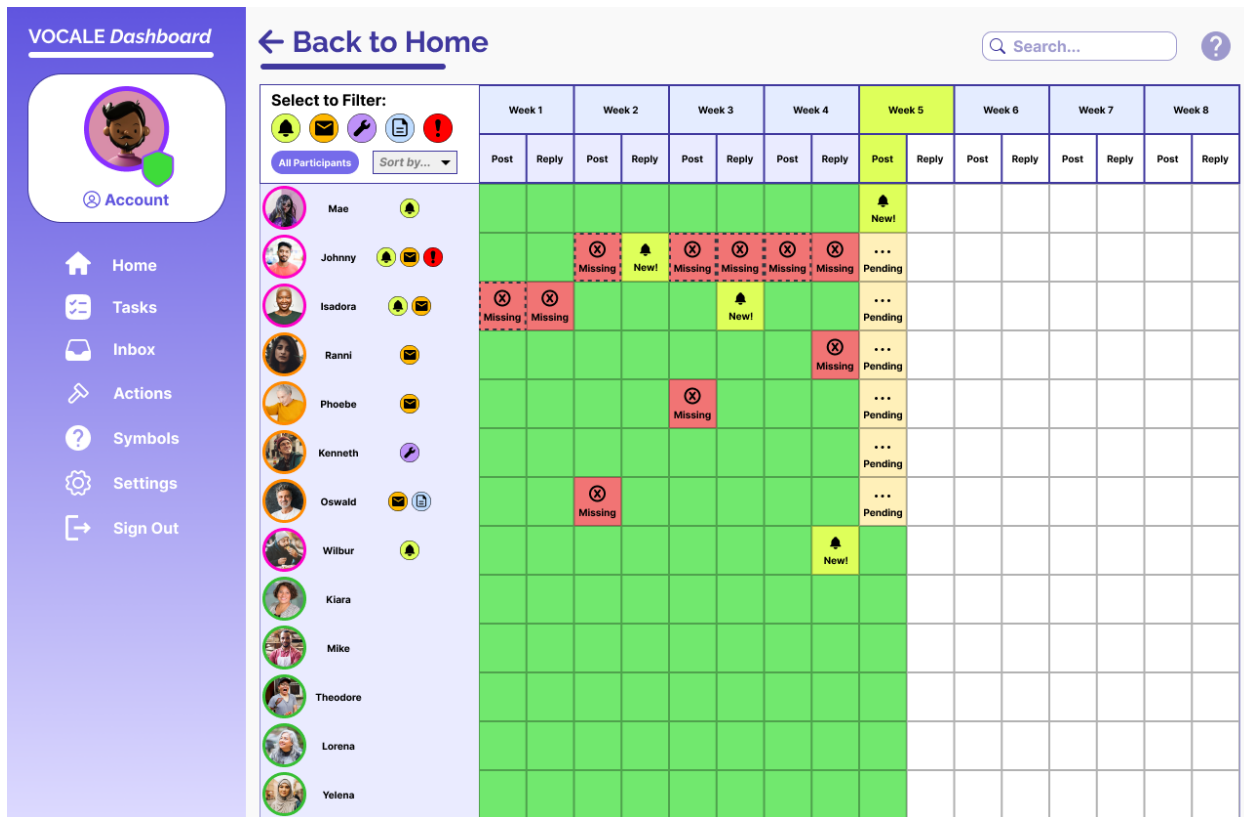 VOCALE Dashboard
Account
Home
Tasks
Inbox
Actions
Symbols
Settings
Sign Out
Back to Home
Search...
?
Select to Filter:
All Participants Sort by...
Week 1 Week 2 Week 3 Week 4 Week 5 Week 6 Week 7 Week 8
Post Reply Post Reply Post Reply Post Reply Post Reply Post Reply Post Reply Post Reply
Mae New!
Johnny Missing New! Missing Missing Missing Missing Pending
Isadora Missing Missing New! Pending
Ranni Missing Pending
Phoebe Missing Pending
Kenneth Pending
Oswald Missing Pending
Wilbur New!
Kiara
Mike
Theodore
Lorena
Yelena